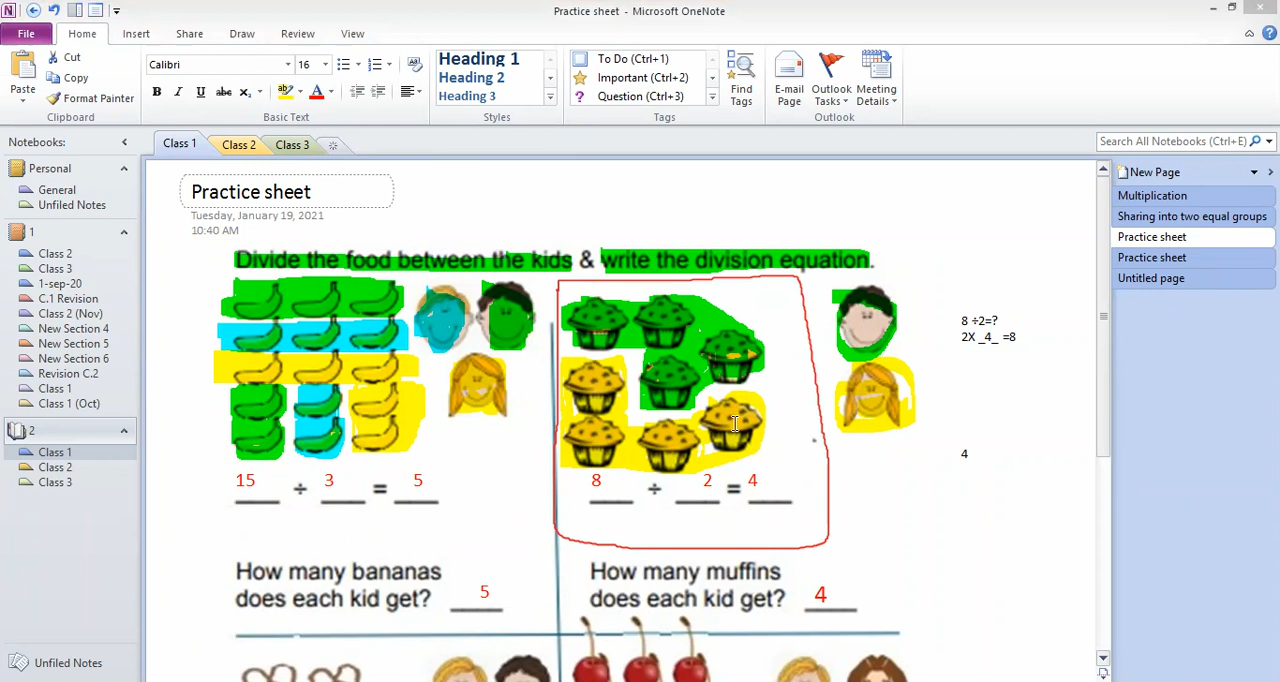 Practice sheet - Microsoft OneNote
File Home Insert Share Draw Review View
Paste
Cut
Copy
Format Painter
Clipboard
Calibri 16
B I U abc X₂ ab A
Basic Text
Heading 1
Heading 2
Heading 3
Styles
To Do (Ctrl+1)
Important (Ctrl+2)
? Question (Ctrl+3)
Find
Tags
Tags
E-mail
Page
Outlook
Tasks
Meeting
Details
Outlook
Notebooks:
Personal
General
Unfiled Notes
1
Class 2
Class 3
1-sep-20
C.1 Revision
Class 2 (Nov)
New Section 4
New Section 5
New Section 6
Revision C.2
Class 1
Class 1 (Oct)
2
Class 1
Class 2
Class 3
Unfiled Notes
Class 1 Class 2 Class 3
Search All Notebooks (Ctrl+E)
Practice sheet
Tuesday, January 19, 2021
10:40 AM
Divide the food between the kids & write the division equation.
15 ÷ 3 = 5
8 ÷ 2 = 4
How many bananas
does each kid get? 5
How many muffins
does each kid get? 4
8 ÷2=?
2X _4_ =8
4
New Page
Multiplication
Sharing into two equal groups
Practice sheet
Practice sheet
Untitled page